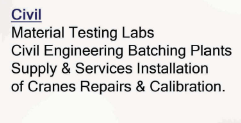 Civil
Material Testing Labs
Civil Engineering Batching Plants
Supply & Services Installation
of Cranes Repairs & Calibration.